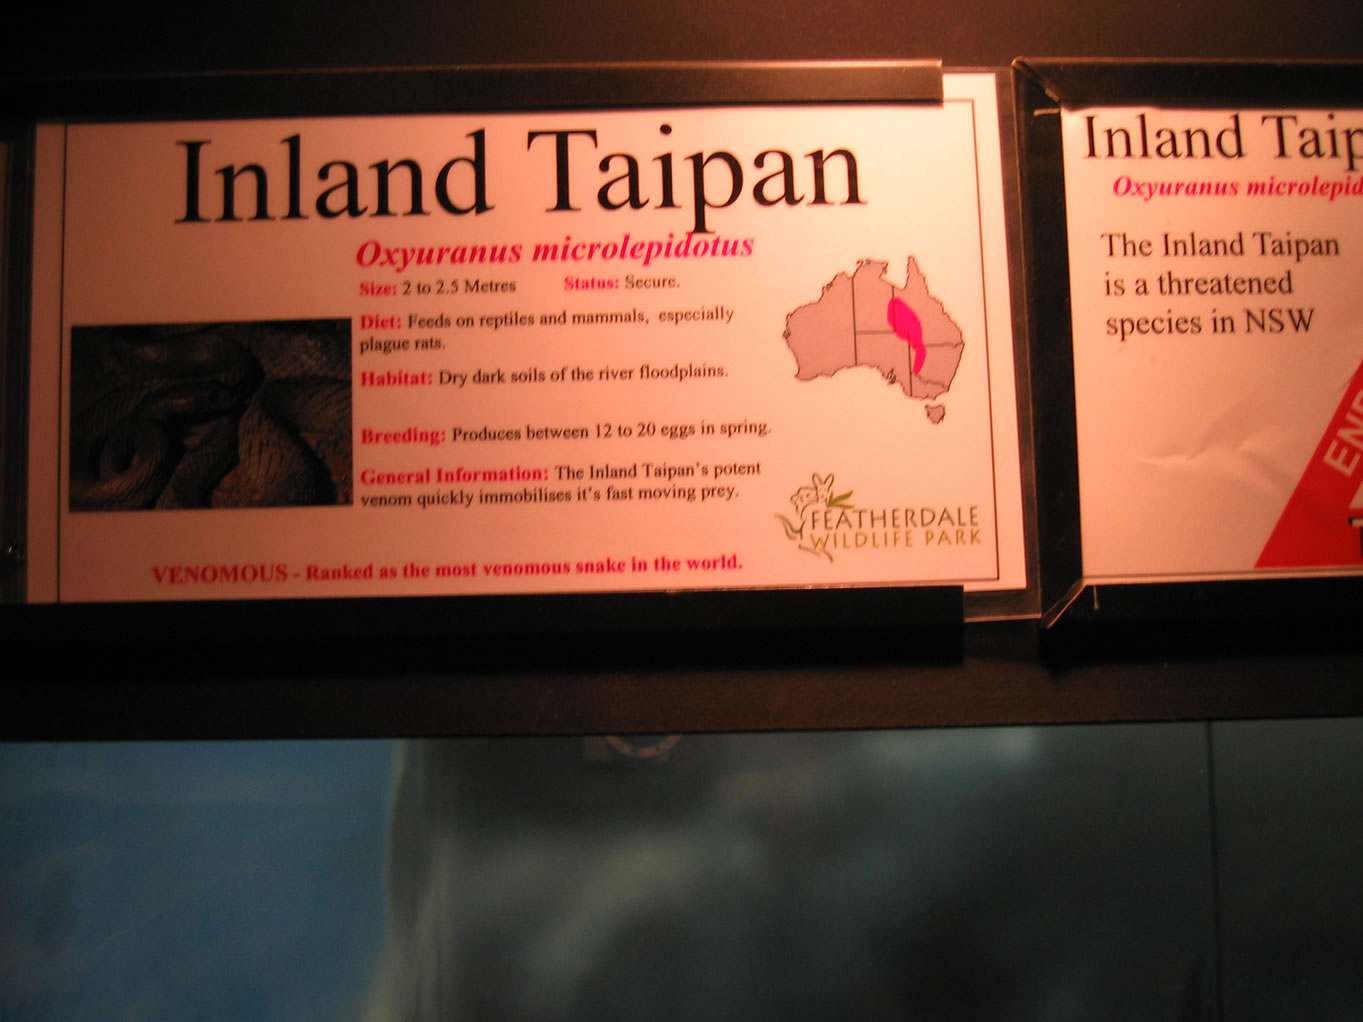 Inland Taipan
Oxyuranus microlepidotus
Size: 2 to 2.5 Metres Status: Secure.
Diet: Feeds on reptiles and mammals, especially
plague rats.
Habitat: Dry dark soils of the river floodplains.
Breeding: Produces between 12 to 20 eggs in spring.
General Information: The Inland Taipan's potent
venom quickly immobilises it's fast moving prey.
FEATHERDALE
WILDLIFE PARK
VENOMOUS - Ranked as the most venomous snake in the world.
Inland Taip
Oxyuranus microlepid
The Inland Taipan
is a threatened
species in NSW